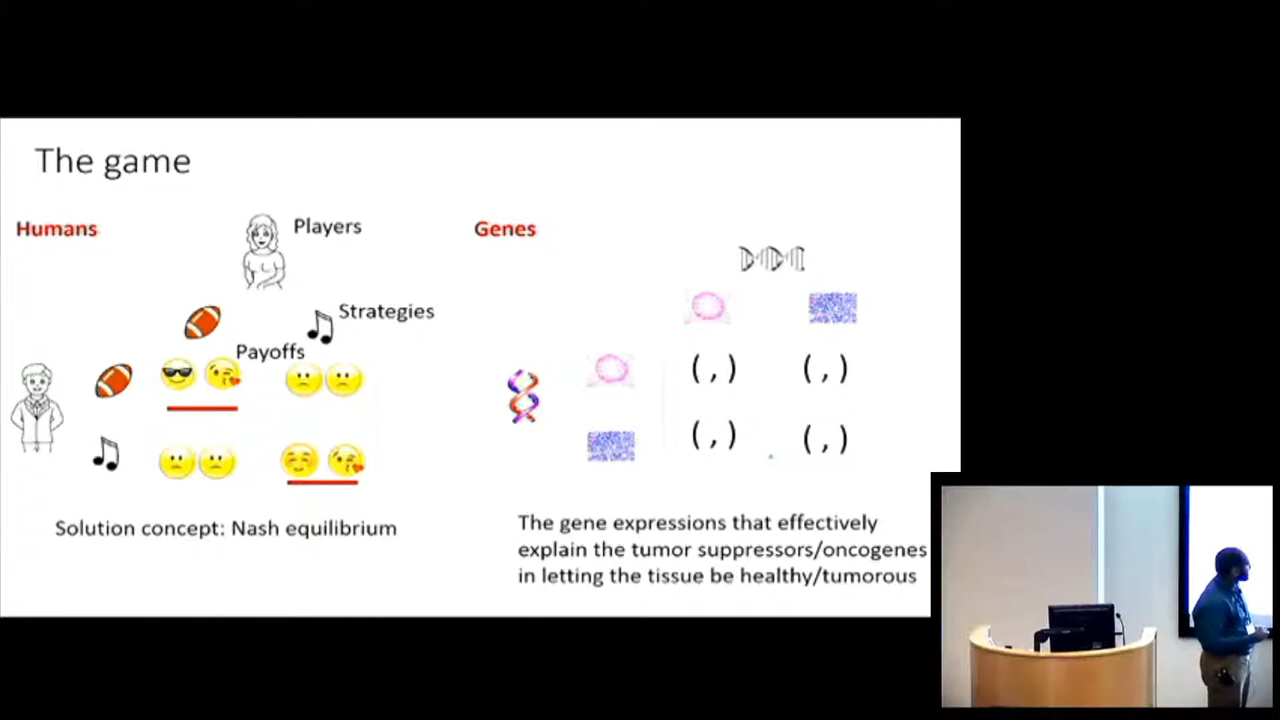 The game
Humans
Players
Genes
Strategies
Payoffs
( , ) ( , )
( , ) ( , )
Solution concept: Nash equilibrium
The gene expressions that effectively
explain the tumor suppressors/oncogenes
in letting the tissue be healthy/tumorous